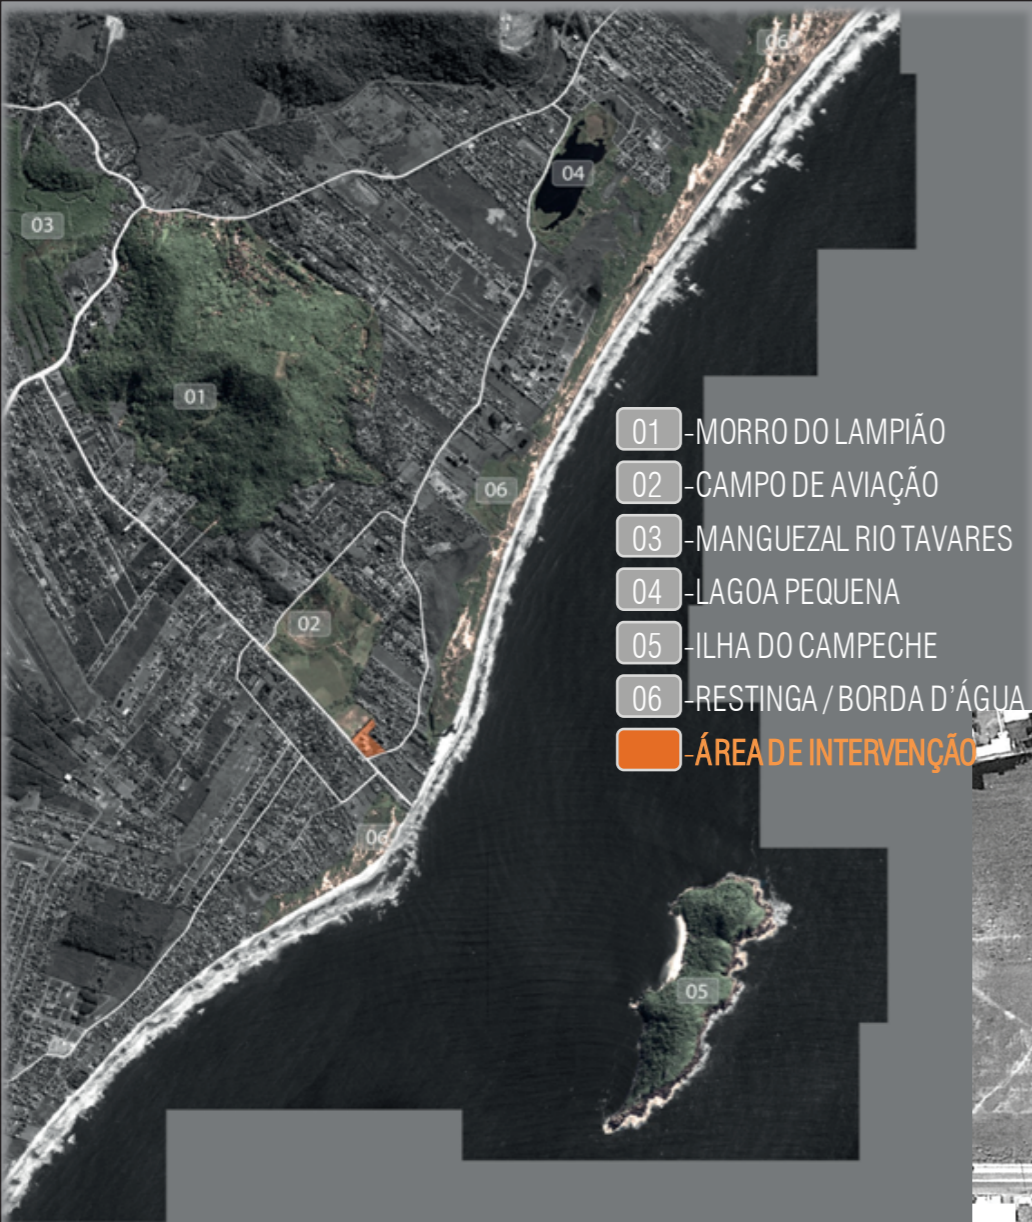 06
04
03
01
06
02
06
05
01 -MORRO DO LAMPIÃO
02 -CAMPO DE AVIAÇÃO
03 -MANGUEZAL RIO TAVARES
04 -LAGOA PEQUENA
05 -ILHA DO CAMPECHE
06 -RESTINGA / BORDA D'ÁGUA
-ÁREA DE INTERVENÇÃO